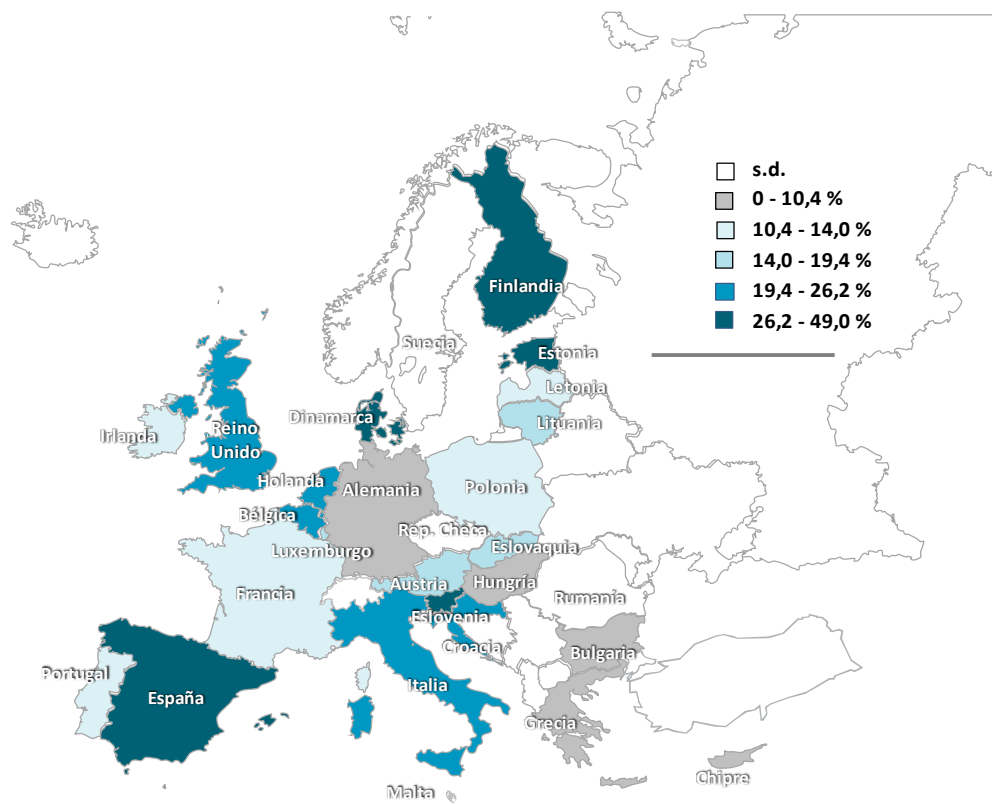 s.d.
0 - 10,4 %
10,4 - 14,0 %
14,0 - 19,4 %
19,4 - 26,2 %
26,2 - 49,0 %
Finlandia
Suecia
Estonia
Letonia
Lituania
Dinamarca
Irlanda
Reino
Unido
Holanda
Alemania
Polonia
Bélgica
Rep. Checa
Luxemburgo
Eslovaquia
Austria
Hungría
Francia
Rumanía
Eslovenia
Croacia
Bulgaria
Portugal
España
Italia
Grecia
Chipre
Malta